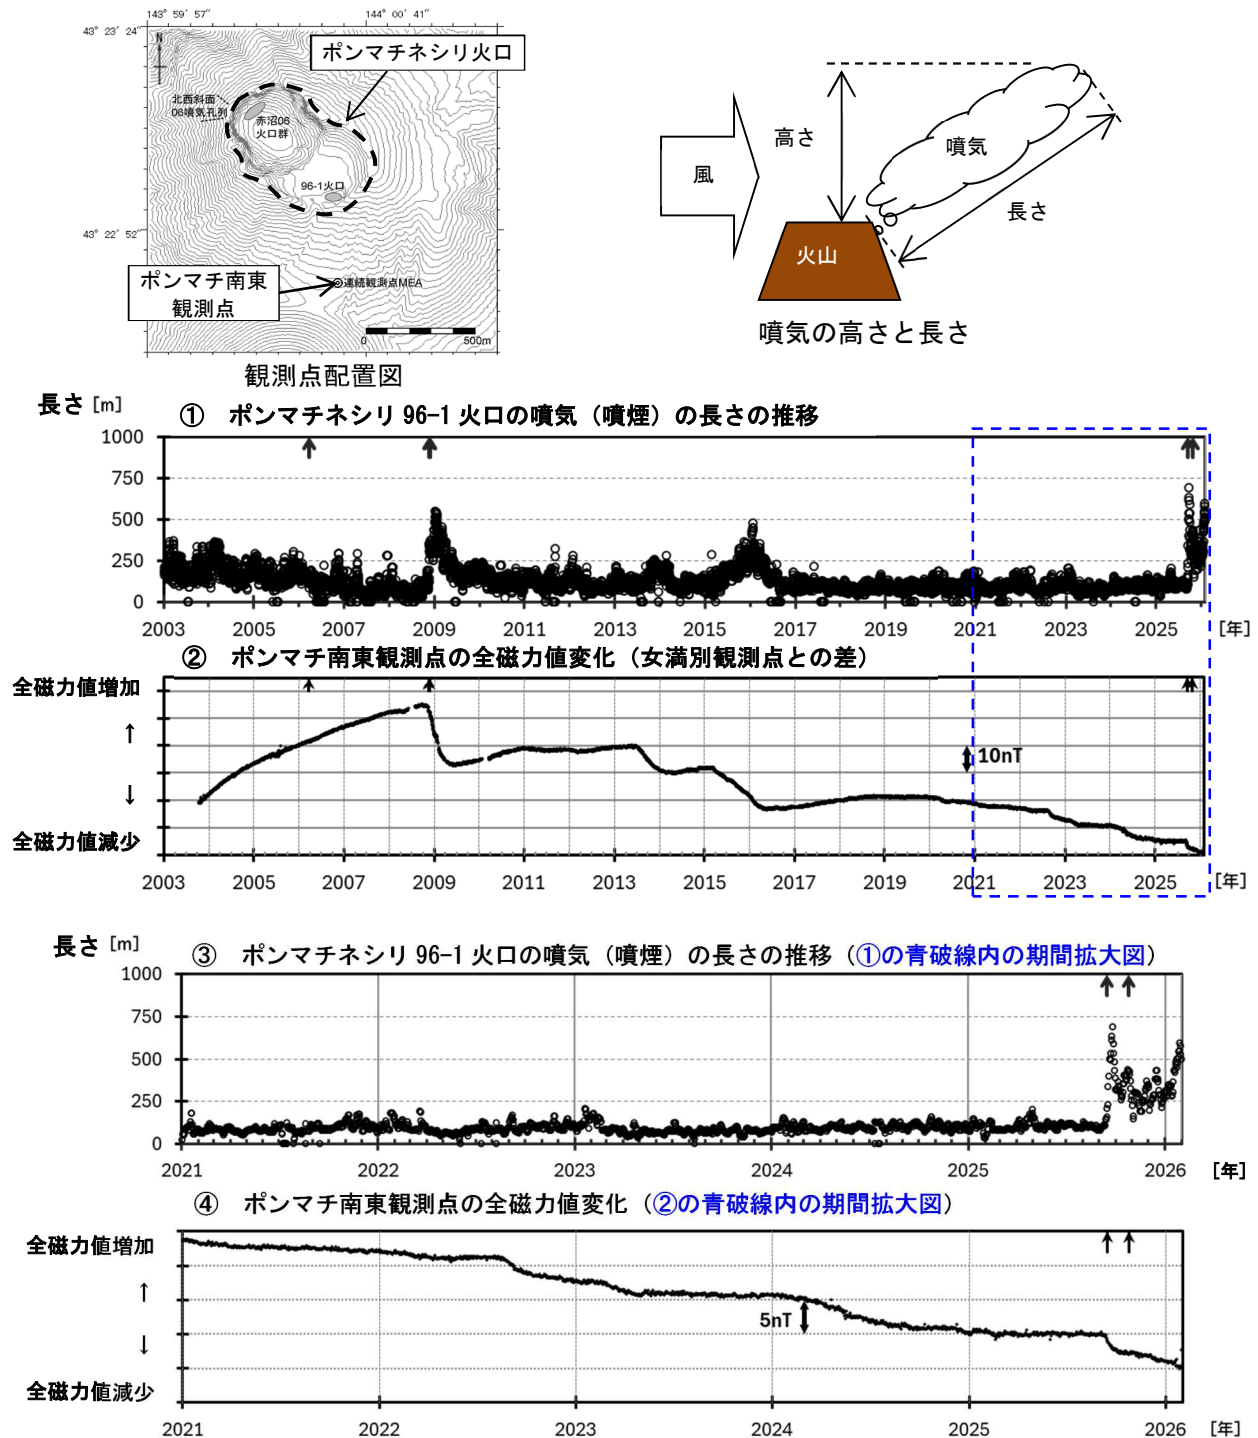 143° 59′ 57″
144° 00′ 41″
43° 23′ 24″
N
ポンマチネシリ火口
北西斜面
06噴気孔列
赤沼06
火口群
96-1火口
43° 22′ 52″
ポンマチ南東
観測点
連続観測点MEA
0
500m
観測点配置図
風
高さ
噴気
長さ
火山
噴気の高さと長さ
長さ [m]
① ポンマチネシリ 96-1 火口の噴気（噴煙）の長さの推移
1000
750
500
250
0
2003 2005 2007 2009 2011 2013 2015 2017 2019 2021 2023 2025 [年]
② ポンマチ南東観測点の全磁力値変化（女満別観測点との差）
全磁力値増加
↑
10nT
↓
全磁力値減少
2003 2005 2007 2009 2011 2013 2015 2017 2019 2021 2023 2025 [年]
長さ [m]
③ ポンマチネシリ 96-1 火口の噴気（噴煙）の長さの推移（①の青破線内の期間拡大図）
1000
750
500
250
0
2021 2022 2023 2024 2025 2026 [年]
④ ポンマチ南東観測点の全磁力値変化（②の青破線内の期間拡大図）
全磁力値増加
↑
5nT
↓
全磁力値減少
2021 2022 2023 2024 2025 2026 [年]